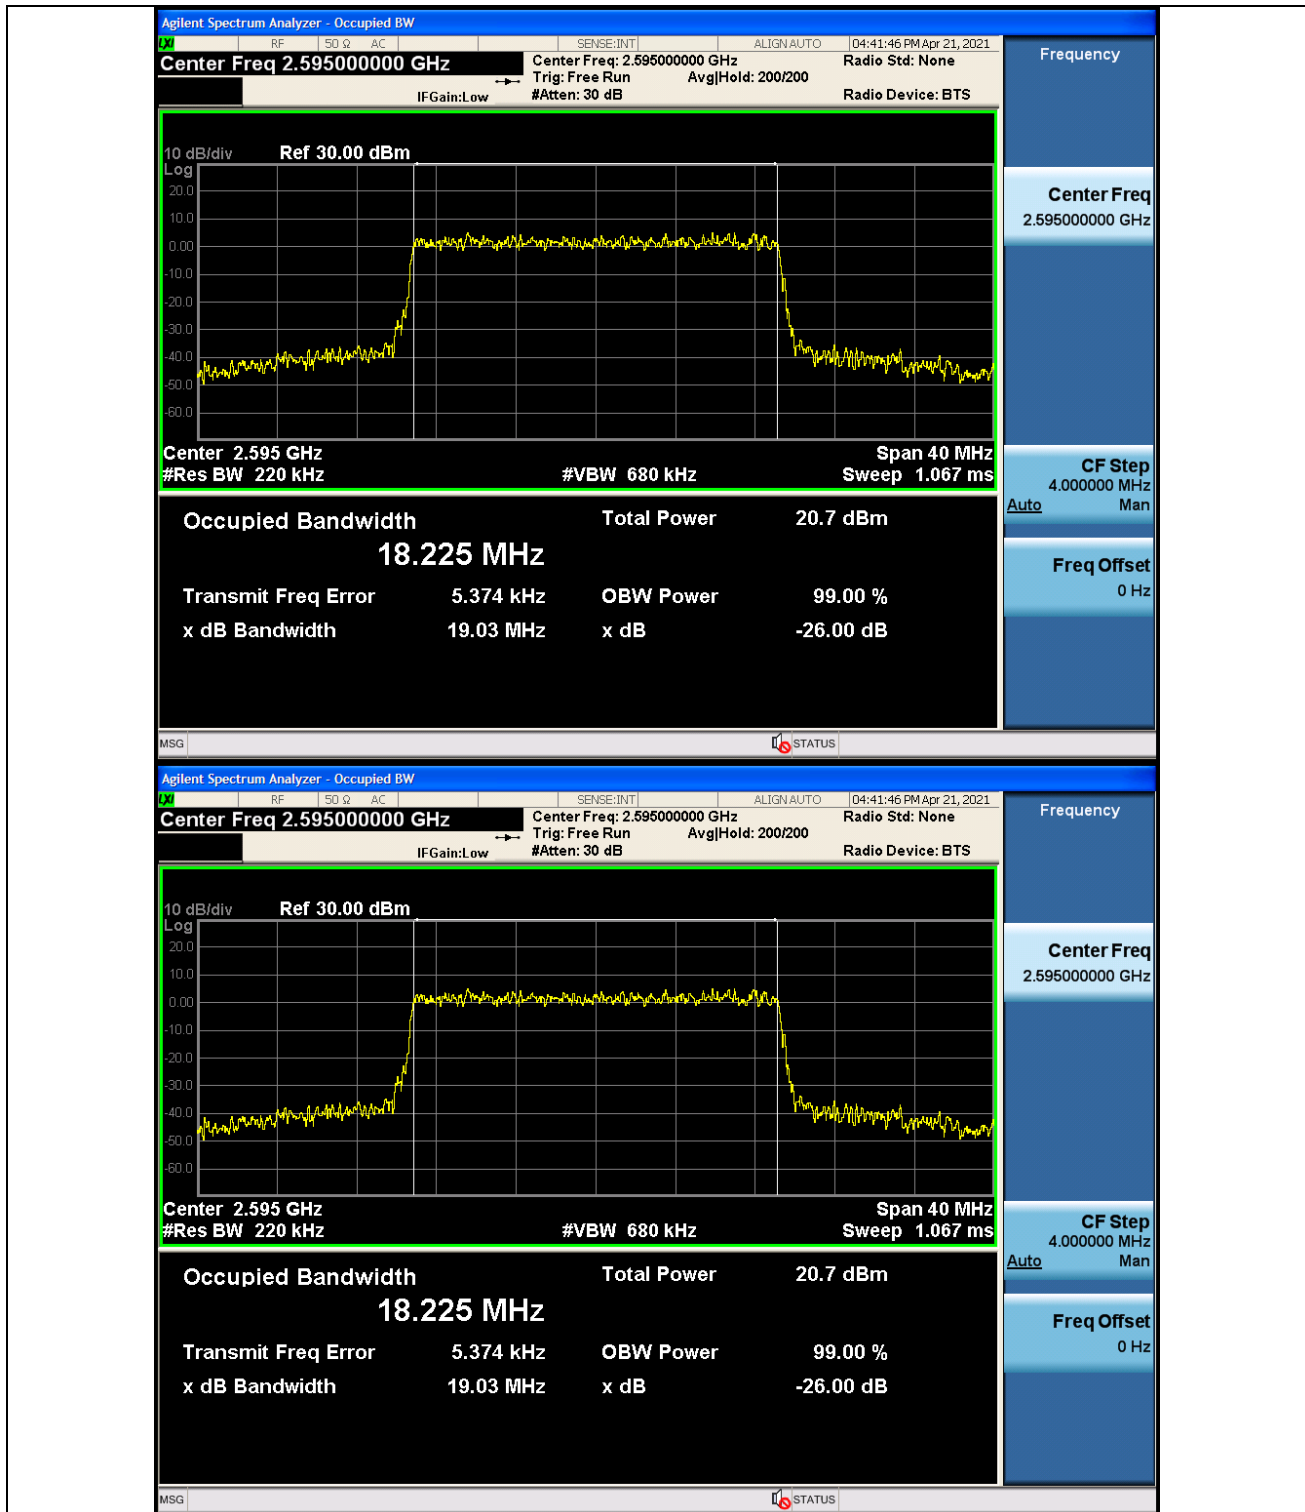 Agilent Spectrum Analyzer - Occupied BW
LXI RF 50 Ω AC SENSE:INT ALIGN AUTO 04:41:46 PM Apr 21, 2021
Center Freq 2.595000000 GHz
Center Freq: 2.595000000 GHz Radio Std: None
Trig: Free Run Avg|Hold: 200/200
IFGain:Low #Atten: 30 dB Radio Device: BTS
10 dB/div Ref 30.00 dBm
Log
20.0
10.0
0.00
-10.0
-20.0
-30.0
-40.0
-50.0
-60.0
Center 2.595 GHz Span 40 MHz
#Res BW 220 kHz #VBW 680 kHz Sweep 1.067 ms
Occupied Bandwidth Total Power 20.7 dBm
18.225 MHz
Transmit Freq Error 5.374 kHz OBW Power 99.00 %
x dB Bandwidth 19.03 MHz x dB -26.00 dB
MSG STATUS
Frequency
Center Freq
2.595000000 GHz
CF Step
4.000000 MHz
Auto Man
Freq Offset
0 Hz
Agilent Spectrum Analyzer - Occupied BW
LXI RF 50 Ω AC SENSE:INT ALIGN AUTO 04:41:46 PM Apr 21, 2021
Center Freq 2.595000000 GHz
Center Freq: 2.595000000 GHz Radio Std: None
Trig: Free Run Avg|Hold: 200/200
IFGain:Low #Atten: 30 dB Radio Device: BTS
10 dB/div Ref 30.00 dBm
Log
20.0
10.0
0.00
-10.0
-20.0
-30.0
-40.0
-50.0
-60.0
Center 2.595 GHz Span 40 MHz
#Res BW 220 kHz #VBW 680 kHz Sweep 1.067 ms
Occupied Bandwidth Total Power 20.7 dBm
18.225 MHz
Transmit Freq Error 5.374 kHz OBW Power 99.00 %
x dB Bandwidth 19.03 MHz x dB -26.00 dB
MSG STATUS
Frequency
Center Freq
2.595000000 GHz
CF Step
4.000000 MHz
Auto Man
Freq Offset
0 Hz